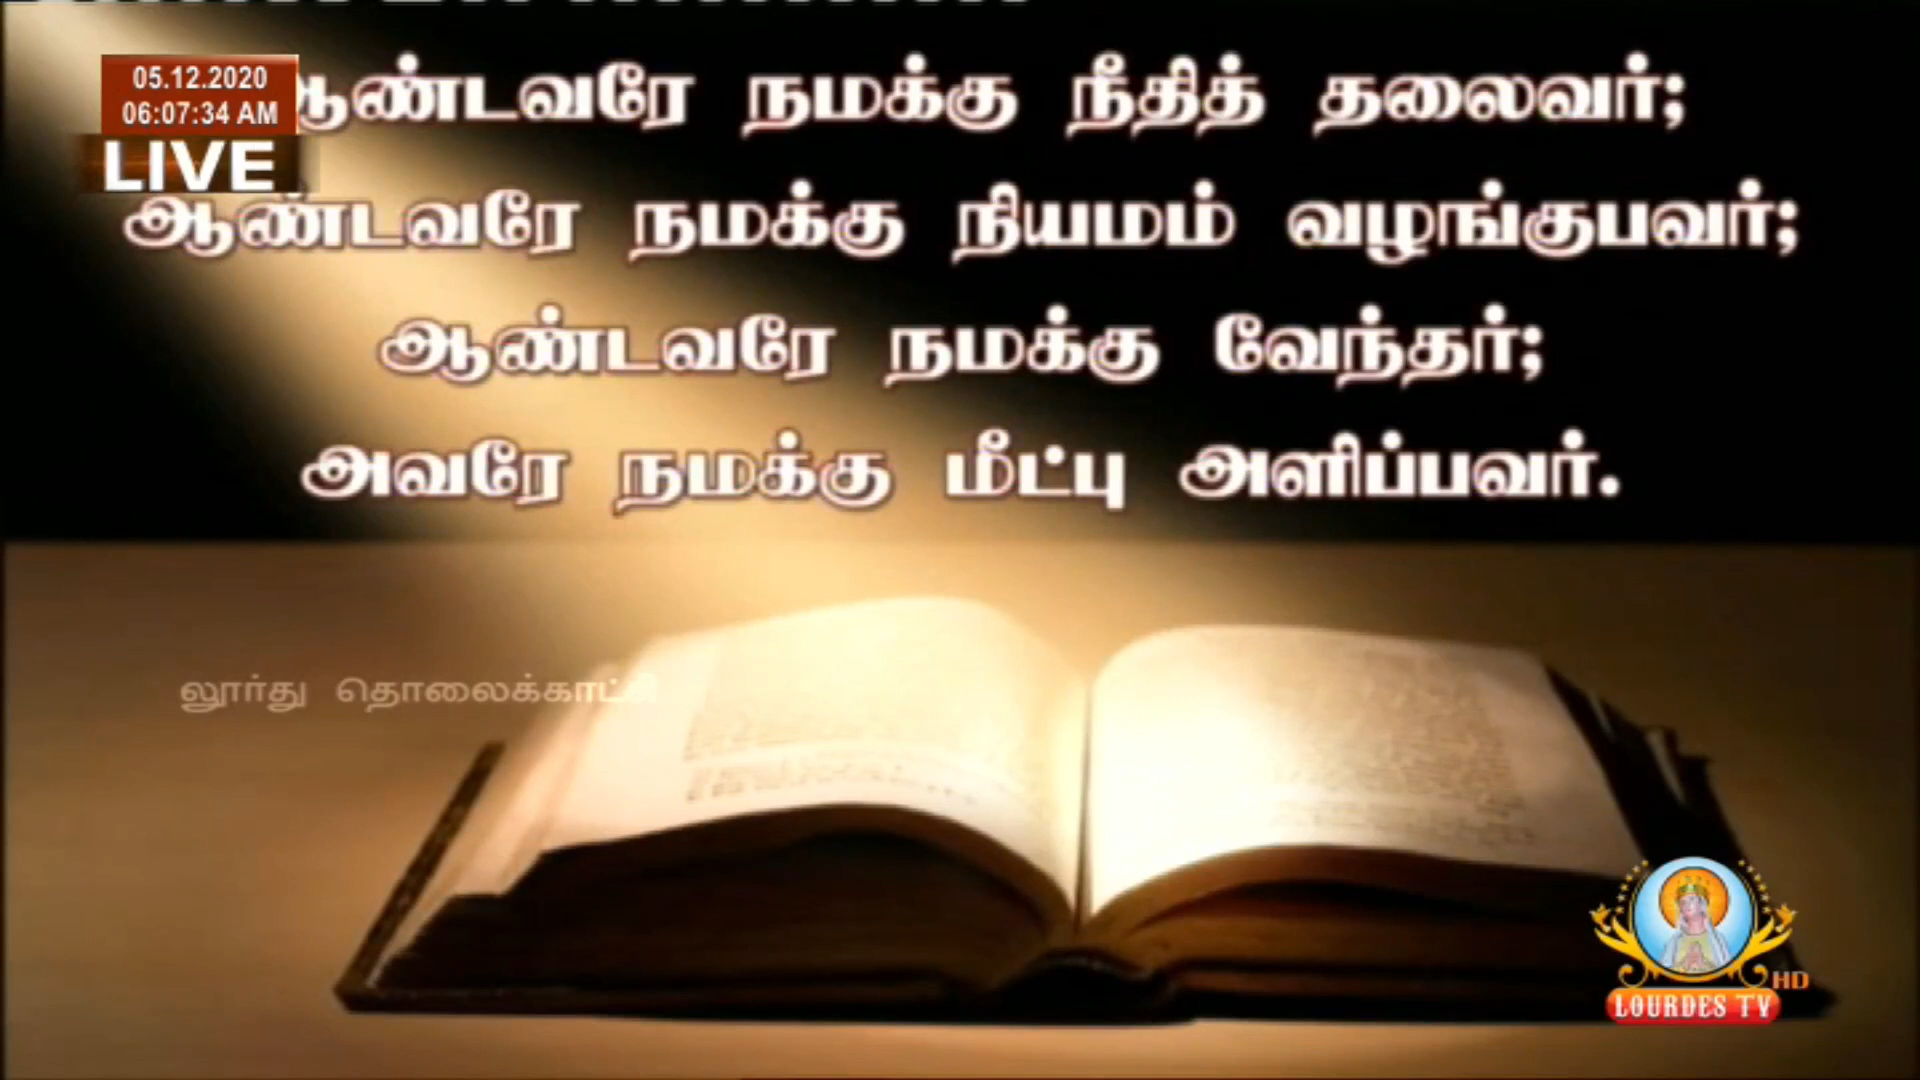 05.12.2020
06:07:34 AM
LIVE
ஆண்டவரே நமக்கு நீதித் தலைவர்;
ஆண்டவரே நமக்கு நியமம் வழங்குபவர்;
ஆண்டவரே நமக்கு வேந்தர்;
அவரே நமக்கு மீட்பு அளிப்பவர்.
லூர்து தொலைக்காட்சி
HD
LOURDES TV